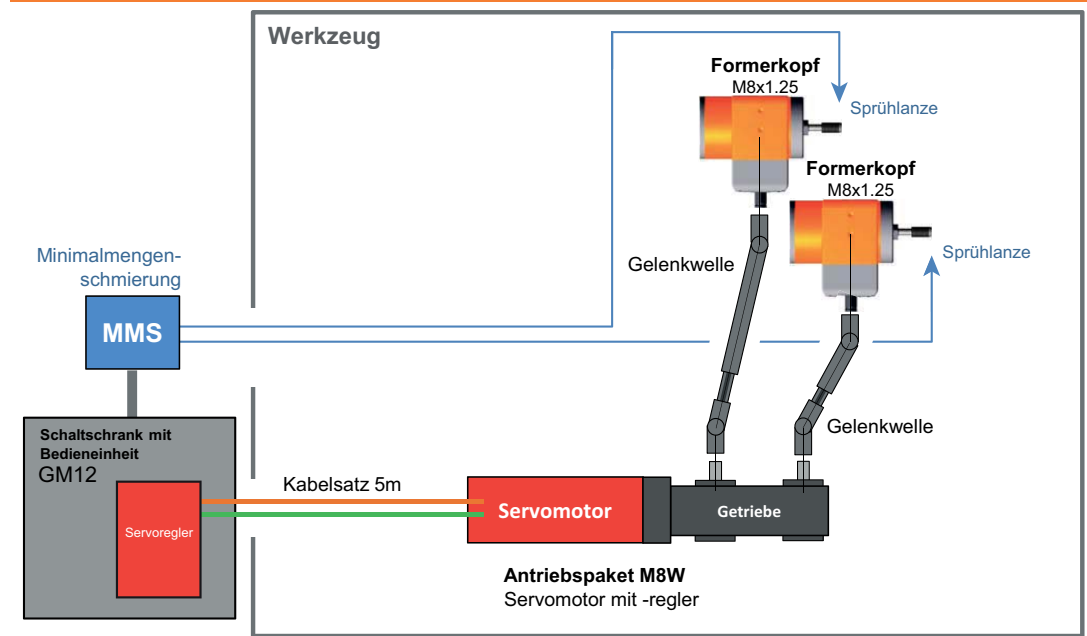 Werkzeug
Formerkopf
M8x1.25
Sprühlanze
Formerkopf
M8x1.25
Sprühlanze
Gelenkwelle
Minimalmengen-
schmierung
MMS
Gelenkwelle
Schaltschrank mit
Bedieneinheit
GM12
Servoregler
Kabelsatz 5m
Servomotor
Getriebe
Antriebspaket M8W
Servomotor mit -regler